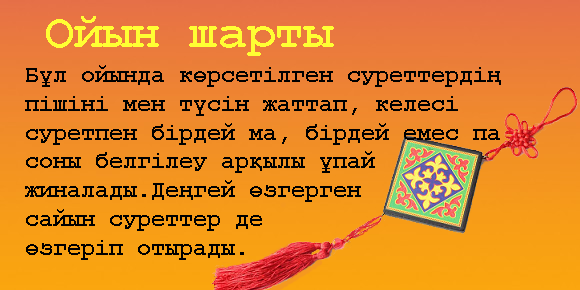 Ойын шарты
Бұл ойында көрсетілген суреттердің
пішіні мен түсін жаттап, келесі
суретпен бірдей ма, бірдей емес па
соны белгілеу арқылы ұпай
жиналады.Деңгей өзгерген
сайын суреттер де
өзгеріп отырады.